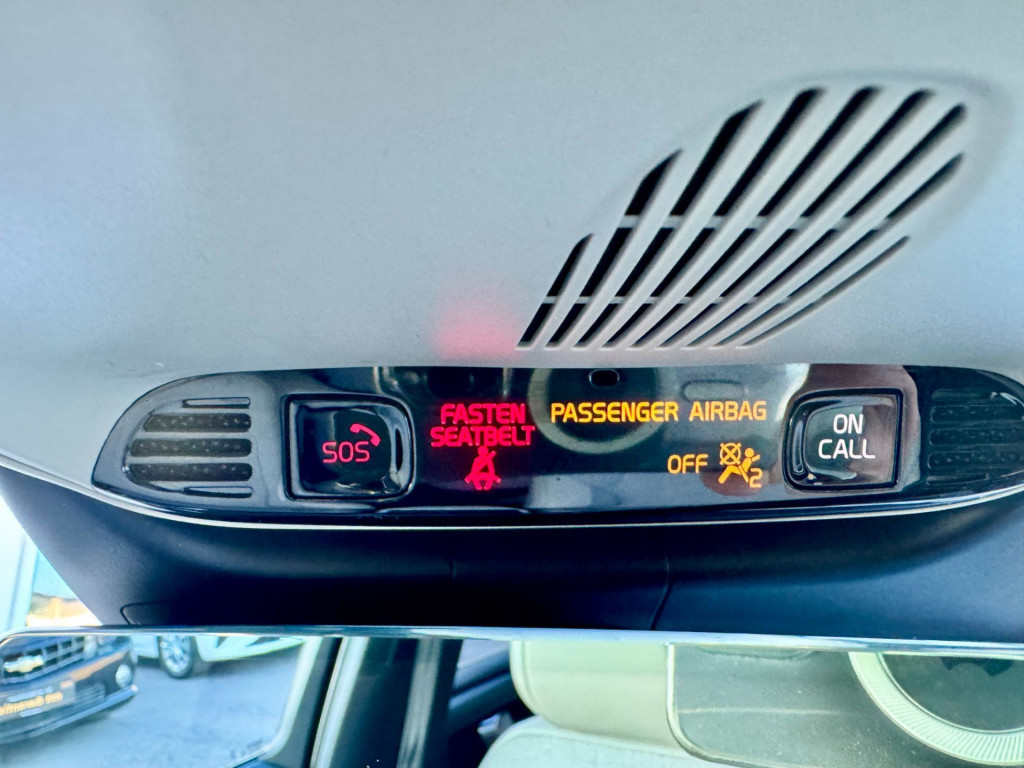 SOS
FASTEN
SEATBELT
PASSENGER AIRBAG
OFF
2
ON
CALL